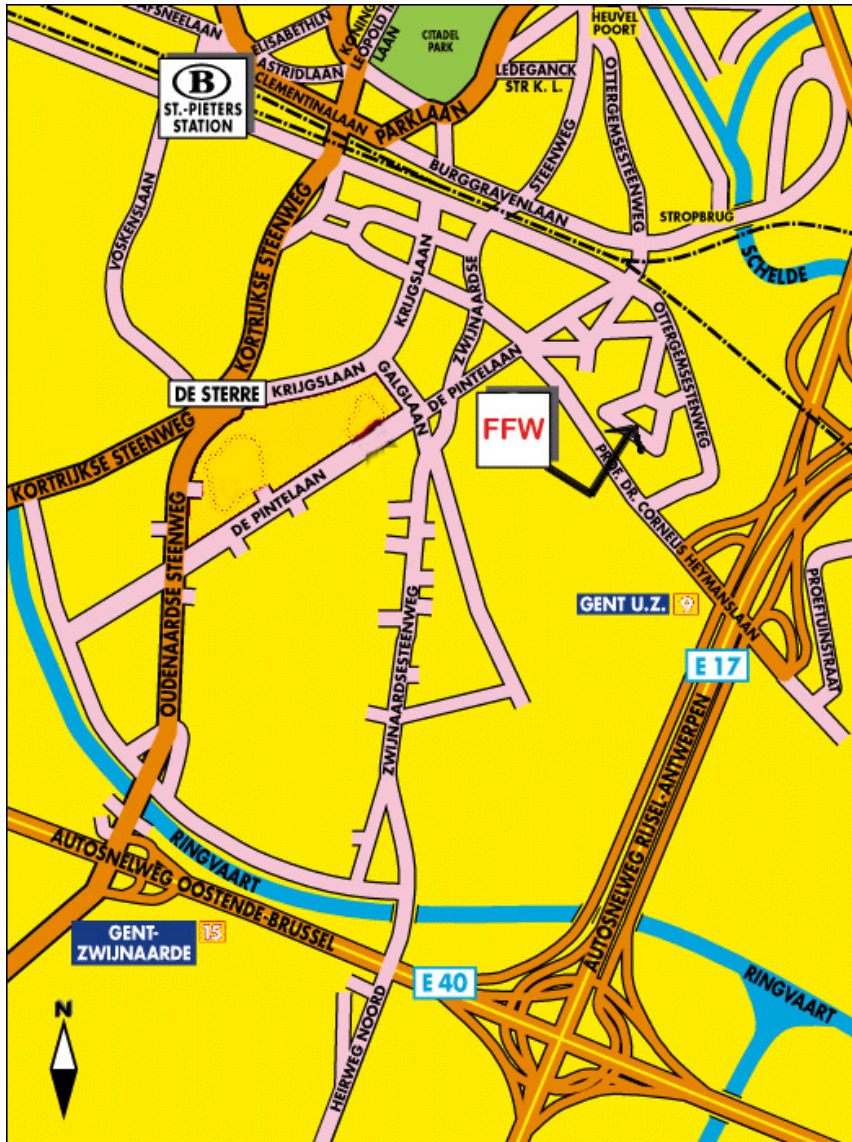 AFSNEELAAN
ELISABETHLN
KONING
LEOPOLD II
LAAN
CITADEL
PARK
HEUVEL
POORT
B
ST.-PIETERS
STATION
ASTRIDLAAN
CLEMENTINALAAN
PARKLAAN
LEDEGANCK
STR K. L.
OTTERGEMSESTEENWEG
STEENWEG
BURGGRAVENLAAN
STROPBRUG
SCHELDE
VOSKENSLAAN
KORTRIJKSE STEENWEG
KRIJGSLAAN
ZWIJNAARDSE
OTTERGEMSESTEENWEG
DE STERRE
KRIJGSLAAN
GALGLAAN
DE PINTELAAN
FFW
KORTRIJKSE STEENWEG
DE PINTELAAN
PROF. DR. CORNEUS HEYMANSLAAN
OUDENAARDSE STEENWEG
GENT U.Z. 9
PROEFTUINSTRAAT
E 17
ZWIJNAARDSESTEENWEG
AUTOSNELWEG RIJSEL-ANTWERPEN
RINGVAART
AUTOSNELWEG OOSTENDE-BRUSSEL
GENT-
ZWIJNAARDE
15
E 40
RINGVAART
HEIRWEG NOORD
N